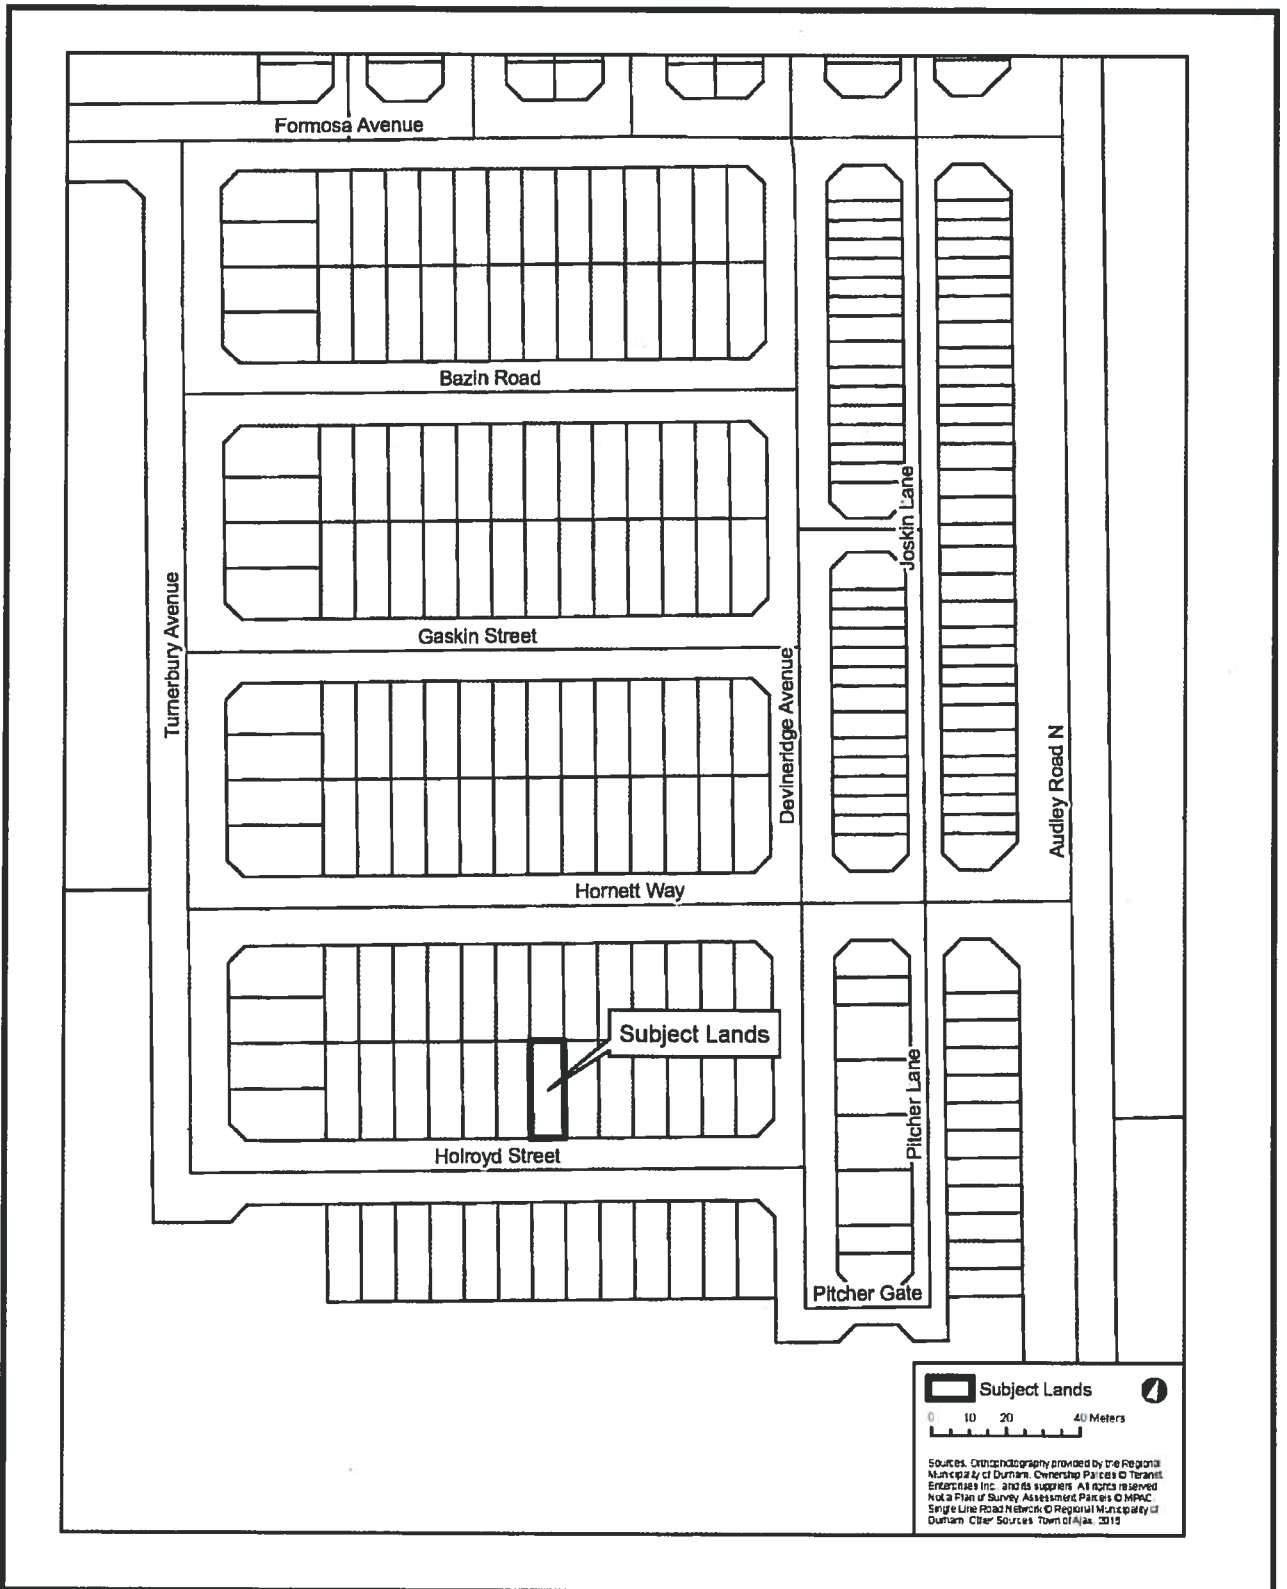 Formosa Avenue
Bazin Road
Joskin Lane
Turnerbury Avenue
Gaskin Street
Devineridge Avenue
Audley Road N
Hornett Way
Subject Lands
Pitcher Lane
Holroyd Street
Pitcher Gate
Subject Lands
0 10 20 40 Meters
Sources. Orthophotography provided by the Regional
Municipality of Durham. Ownership Parcels © Teranet
Enterprises Inc. and its suppliers. All rights reserved
Not a Plan of Survey Assessment Parcels © MPAC
Single Line Road Network © Regional Municipality of
Durham Other Sources Town of Ajax, 2015